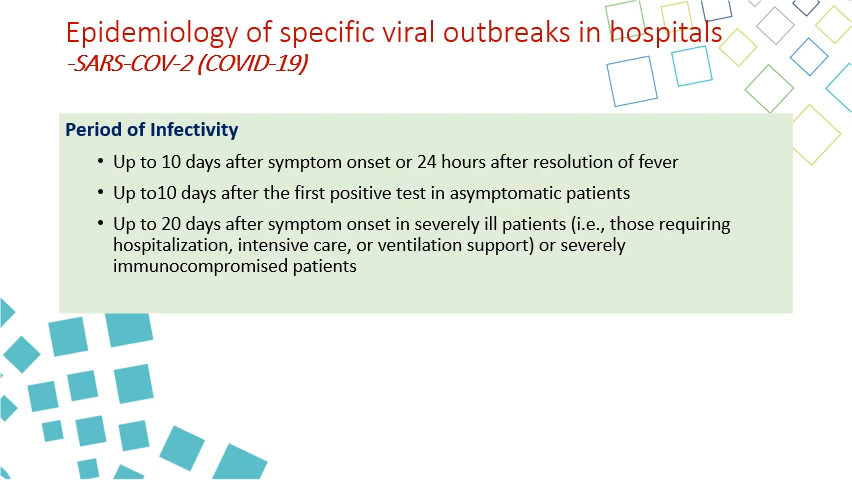 Epidemiology of specific viral outbreaks in hospitals
-SARS-COV-2 (COVID-19)
Period of Infectivity
• Up to 10 days after symptom onset or 24 hours after resolution of fever
• Up to10 days after the first positive test in asymptomatic patients
• Up to 20 days after symptom onset in severely ill patients (i.e., those requiring
hospitalization, intensive care, or ventilation support) or severely
immunocompromised patients